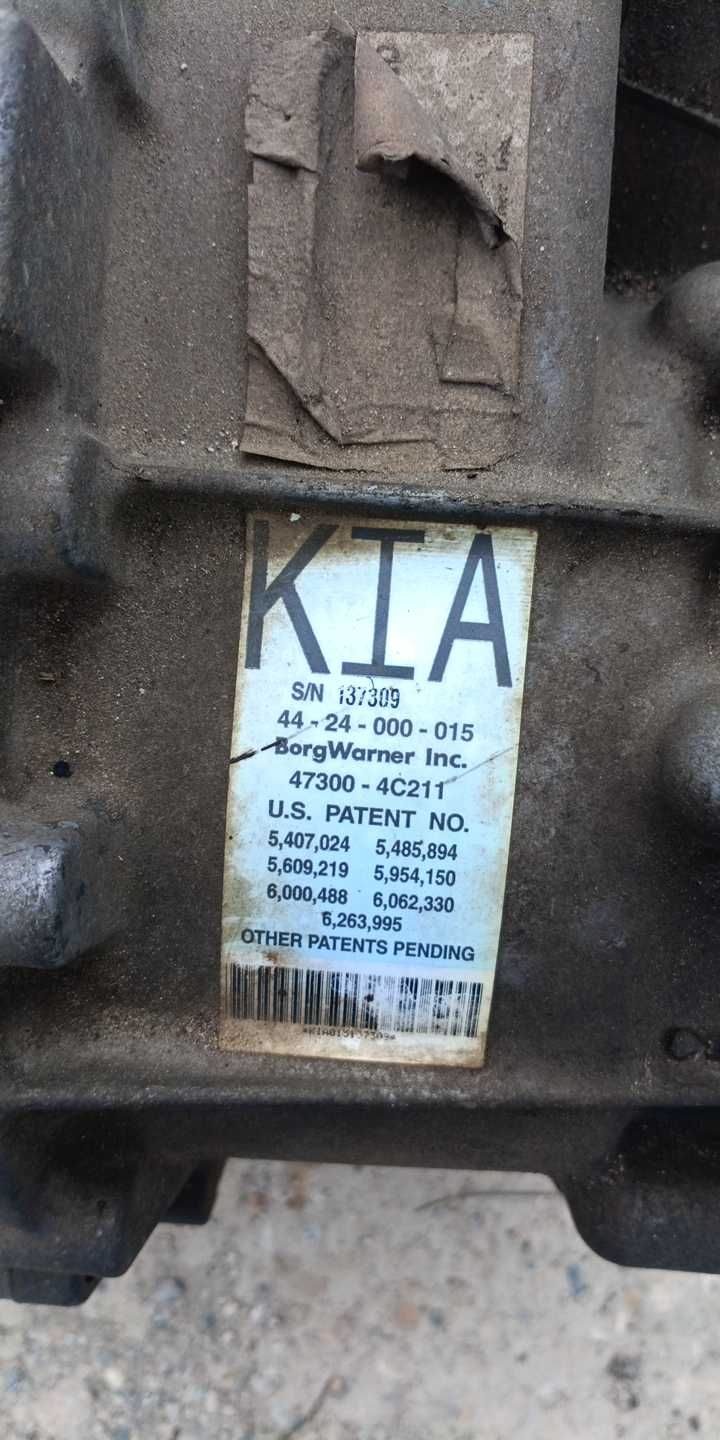 KIA
S/N 137309
44 - 24 - 000 - 015
BorgWarner Inc.
47300 - 4C211
U.S. PATENT NO.
5,407,024 5,485,894
5,609,219 5,954,150
6,000,488 6,062,330
6,263,995
OTHER PATENTS PENDING
*KIA015137309*